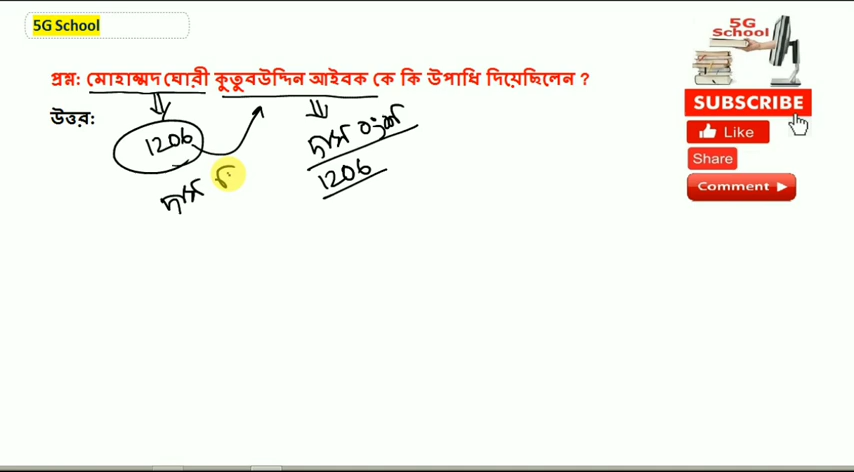 5G School
5G
School
প্রশ্ন: মোহাম্মদ ঘোরী কুতুবউদ্দিন আইবক কে কি উপাধি দিয়েছিলেন ?
SUBSCRIBE
উত্তর:
1206
দাস বংশ
1206
দাস
Like
Share
Comment